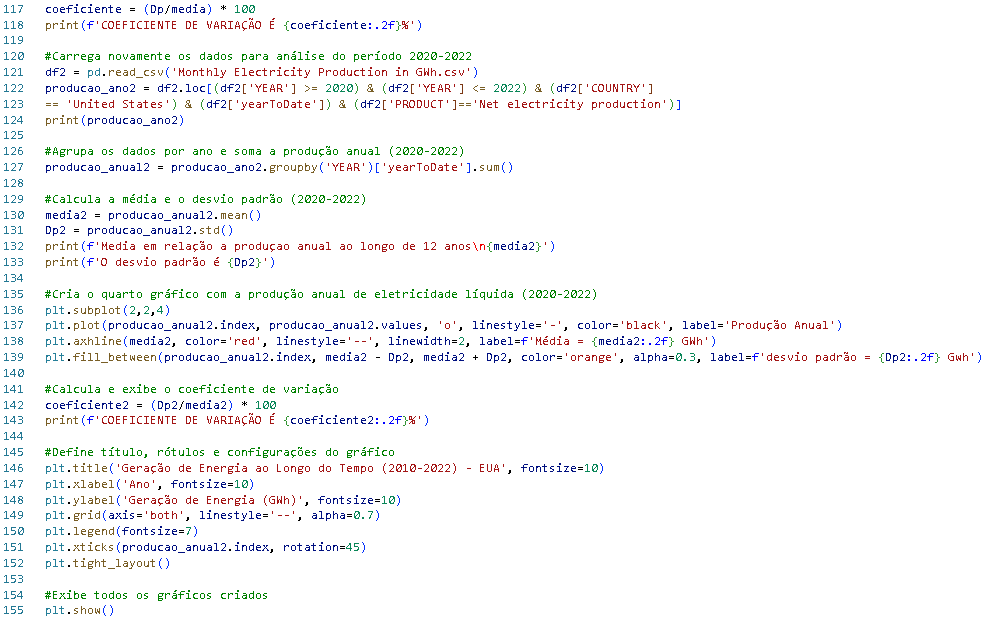 117 coeficiente = (Dp/media) * 100
118 print(f'COEFICIENTE DE VARIAÇÃO É {coeficiente:.2f}%')
119
120 #Carrega novamente os dados para análise do período 2020-2022
121 df2 = pd.read_csv('Monthly Electricity Production in GWh.csv')
122 producao_ano2 = df2.loc[(df2['YEAR'] >= 2020) & (df2['YEAR'] <= 2022) & (df2['COUNTRY']
123 == 'United States') & (df2['yearToDate']) & (df2['PRODUCT']=='Net electricity production')]
124 print(producao_ano2)
125
126 #Agrupa os dados por ano e soma a produção anual (2020-2022)
127 producao_anual2 = producao_ano2.groupby('YEAR')['yearToDate'].sum()
128
129 #Calcula a média e o desvio padrão (2020-2022)
130 media2 = producao_anual2.mean()
131 Dp2 = producao_anual2.std()
132 print(f'Media em relação a produçao anual ao longo de 12 anos\n{media2}')
133 print(f'O desvio padrão é {Dp2}')
134
135 #Cria o quarto gráfico com a produção anual de eletricidade líquida (2020-2022)
136 plt.subplot(2,2,4)
137 plt.plot(producao_anual2.index, producao_anual2.values, 'o', linestyle='-', color='black', label='Produção Anual')
138 plt.axhline(media2, color='red', linestyle='--', linewidth=2, label=f'Média = {media2:.2f} GWh')
139 plt.fill_between(producao_anual2.index, media2 - Dp2, media2 + Dp2, color='orange', alpha=0.3, label=f'desvio padrão = {Dp2:.2f} Gwh')
140
141 #Calcula e exibe o coeficiente de variação
142 coeficiente2 = (Dp2/media2) * 100
143 print(f'COEFICIENTE DE VARIAÇÃO É {coeficiente2:.2f}%')
144
145 #Define título, rótulos e configurações do gráfico
146 plt.title('Geração de Energia ao Longo do Tempo (2010-2022) - EUA', fontsize=10)
147 plt.xlabel('Ano', fontsize=10)
148 plt.ylabel('Geração de Energia (GWh)', fontsize=10)
149 plt.grid(axis='both', linestyle='--', alpha=0.7)
150 plt.legend(fontsize=7)
151 plt.xticks(producao_anual2.index, rotation=45)
152 plt.tight_layout()
153
154 #Exibe todos os gráficos criados
155 plt.show()